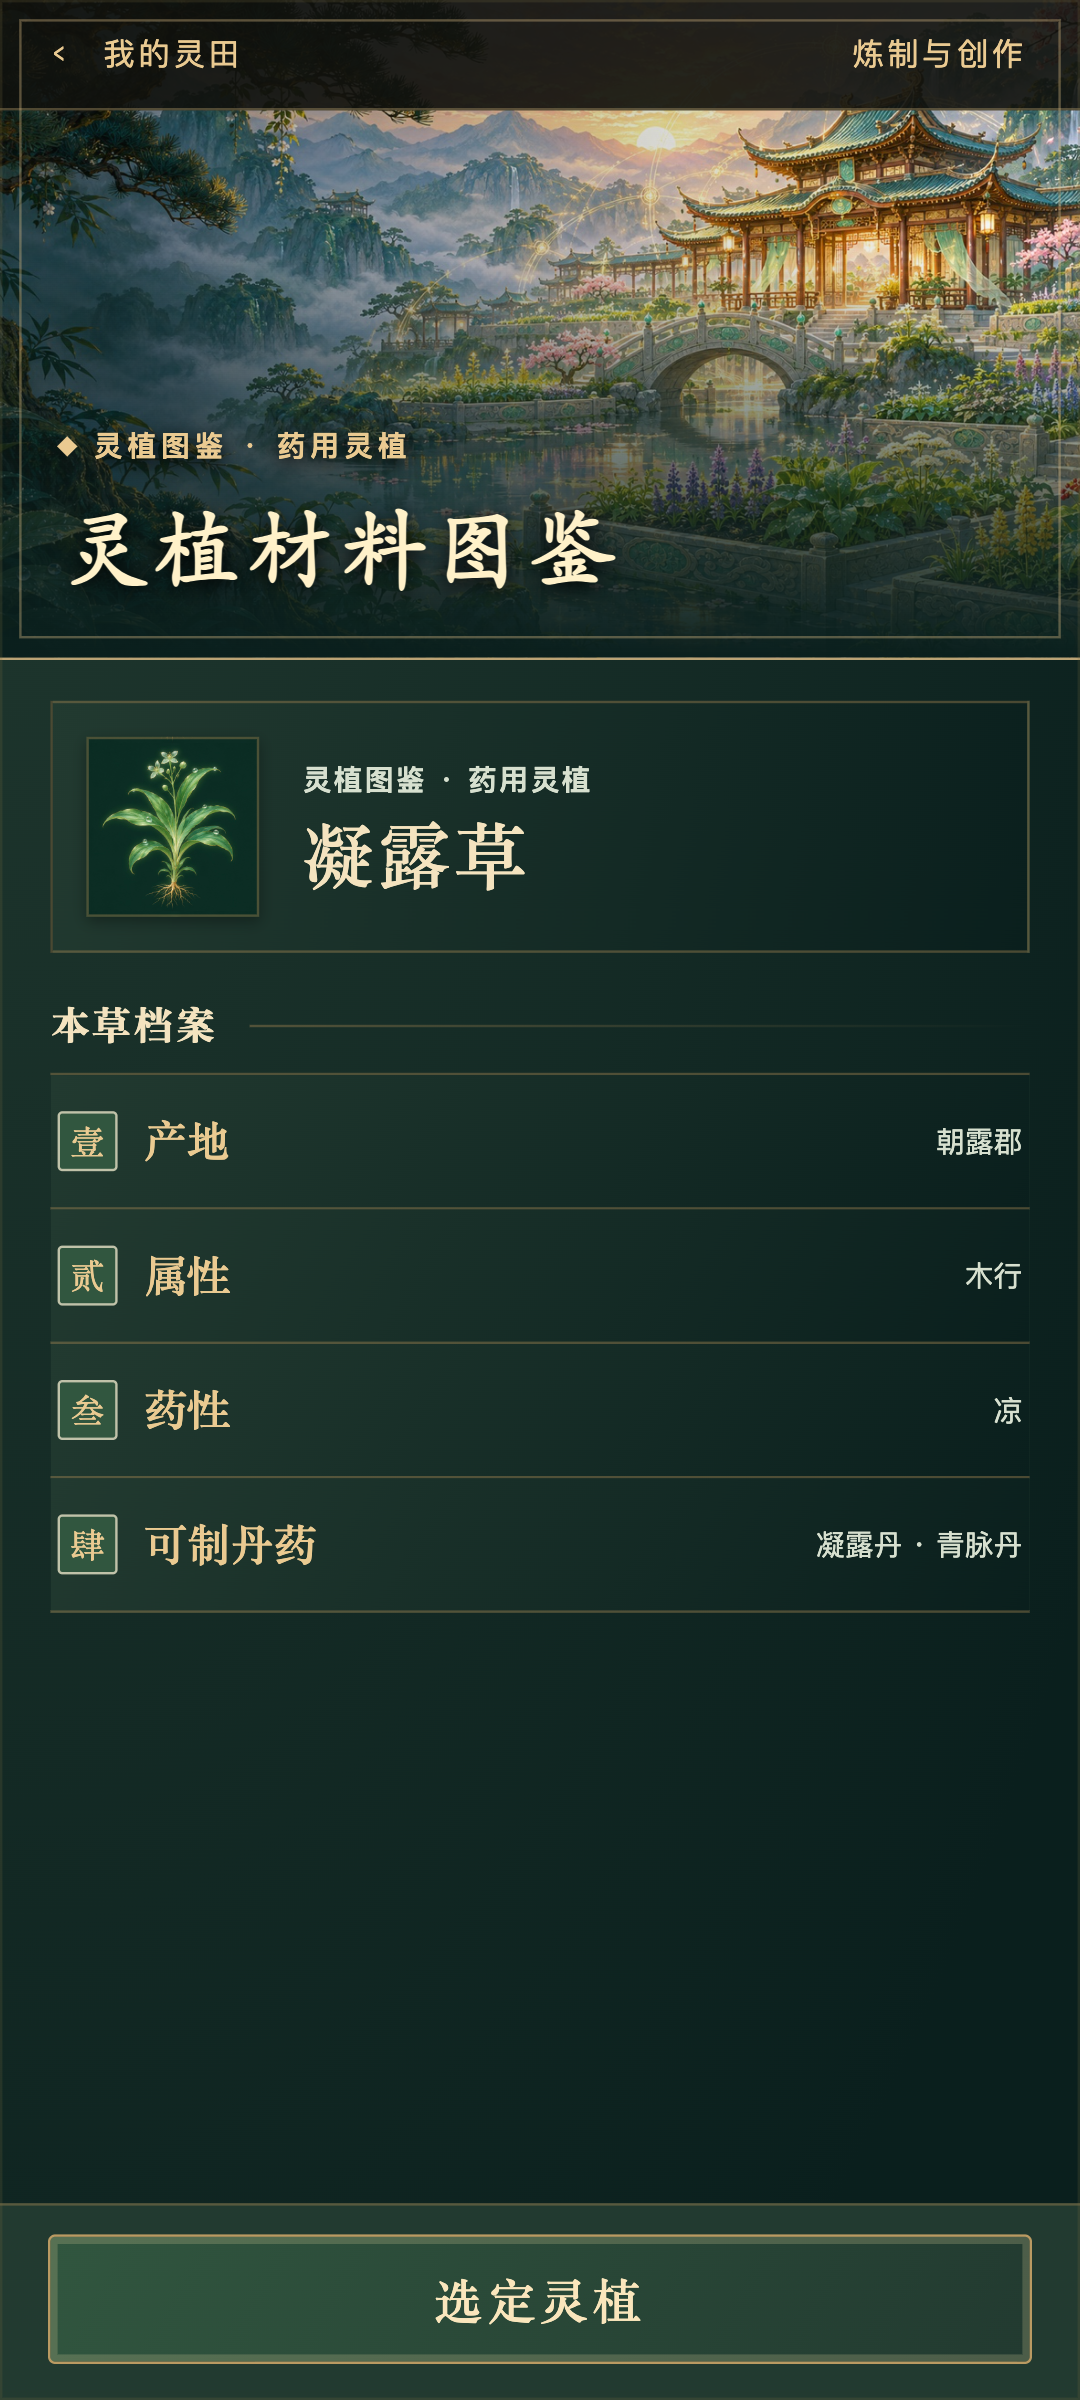 < 我的灵田 炼制与创作
◆ 灵植图鉴 · 药用灵植
灵植材料图鉴
灵植图鉴 · 药用灵植
凝露草
本草档案
壹 产地 朝露郡
贰 属性 木行
叁 药性 凉
肆 可制丹药 凝露丹 · 青脉丹
选定灵植